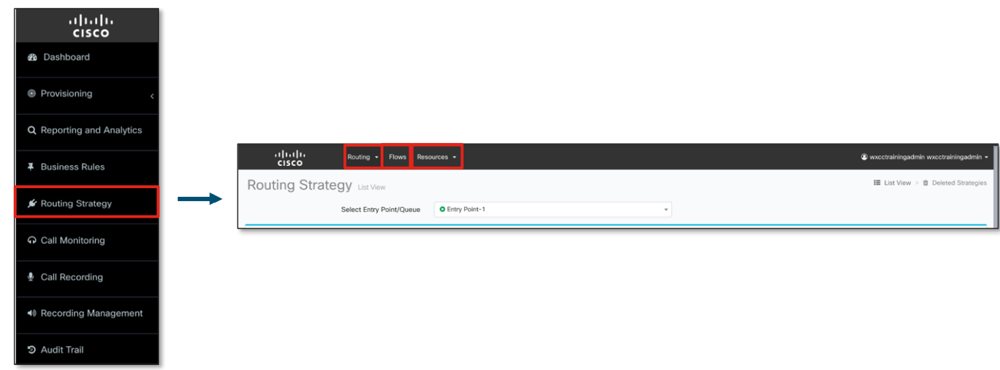 CISCO
Dashboard
Provisioning
Reporting and Analytics
Business Rules
Routing Strategy
Call Monitoring
Call Recording
Recording Management
Audit Trail
CISCO Routing Flows Resources wxcctrainingadmin wxcctrainingadmin
Routing Strategy List View List View > Deleted Strategies
Select Entry Point/Queue Entry Point-1